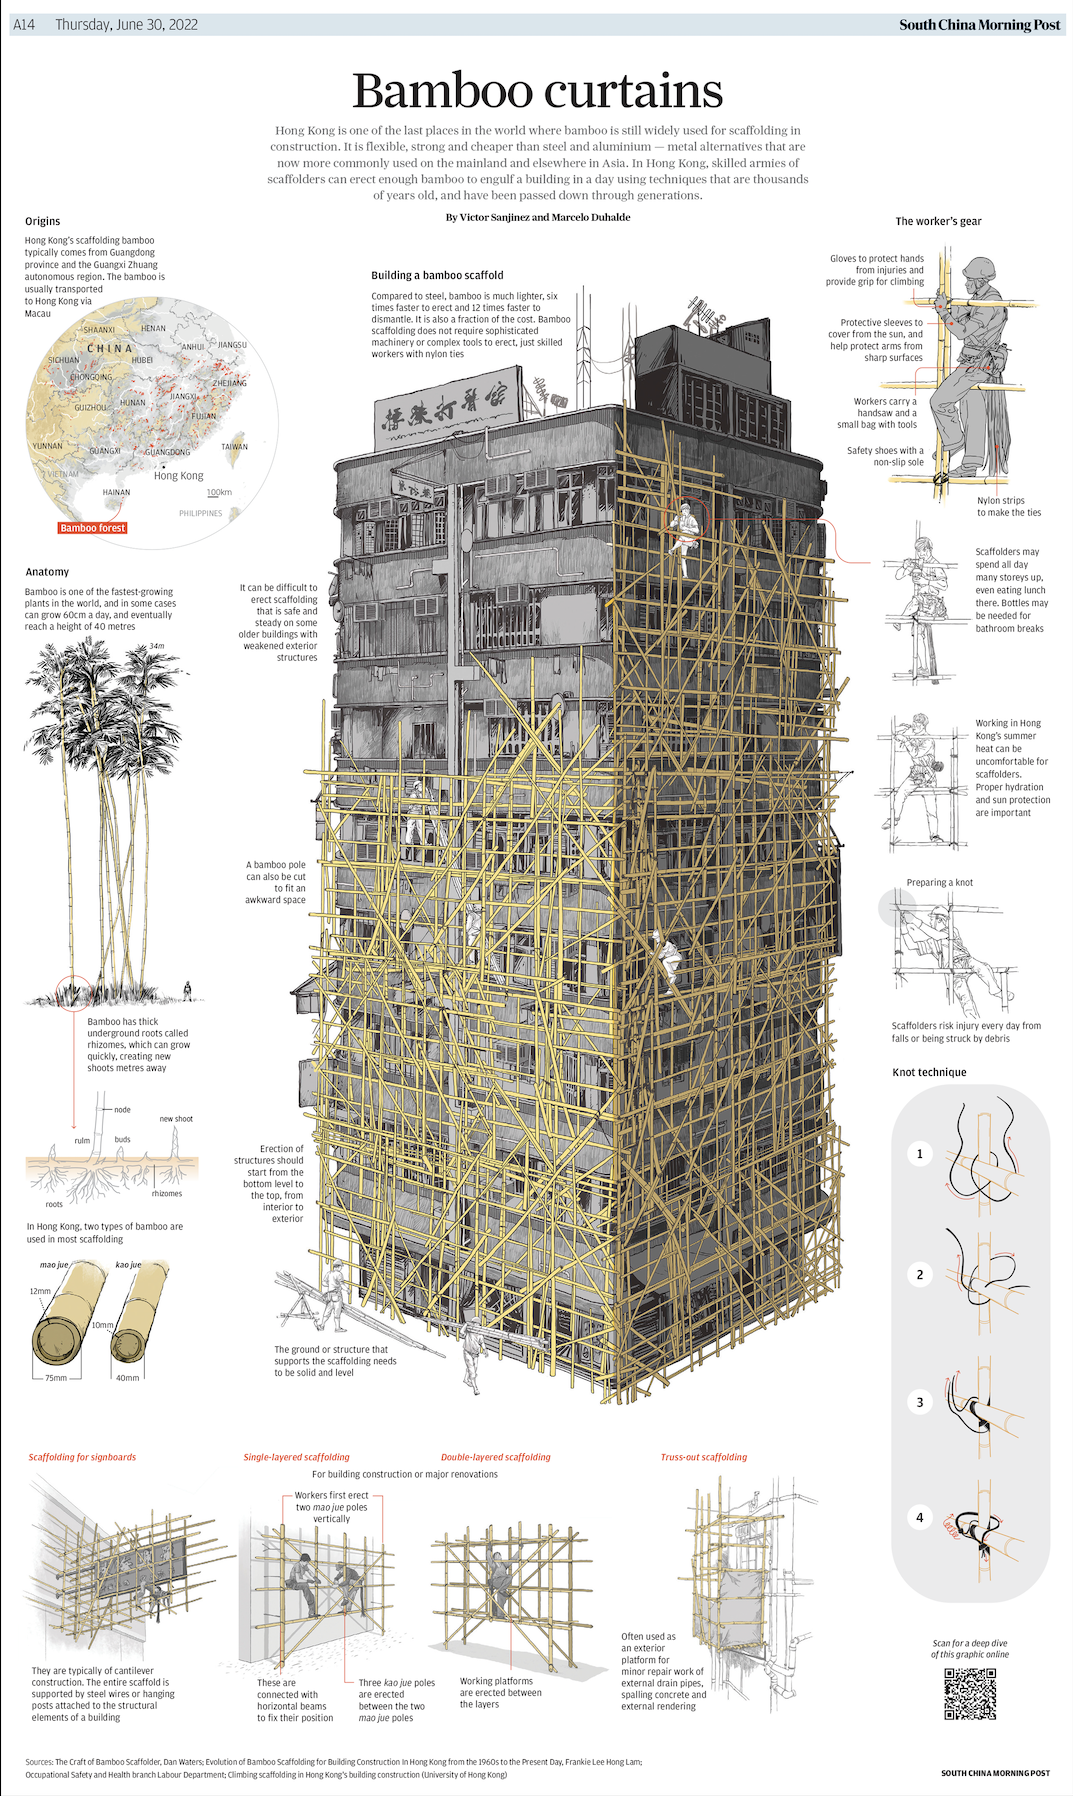 A14 Thursday, June 30, 2022
South China Morning Post
Bamboo curtains
Hong Kong is one of the last places in the world where bamboo is still widely used for scaffolding in
construction. It is flexible, strong and cheaper than steel and aluminium — metal alternatives that are
now more commonly used on the mainland and elsewhere in Asia. In Hong Kong, skilled armies of
scaffolders can erect enough bamboo to engulf a building in a day using techniques that are thousands
of years old, and have been passed down through generations.
By Victor Sanjinez and Marcelo Duhalde
Origins
Hong Kong's scaffolding bamboo
typically comes from Guangdong
province and the Guangxi Zhuang
autonomous region. The bamboo is
usually transported
to Hong Kong via
Macau
SHAANXI
HENAN
CHINA
ANHUI
JIANGSU
SICHUAN
HUBEI
CHONGQING
ZHEJIANG
HUNAN
JIANGXI
GUIZHOU
FUJIAN
YUNNAN
GUANGXI
GUANGDONG
TAIWAN
VIETNAM
Hong Kong
HAINAN
100km
PHILIPPINES
Bamboo forest
Anatomy
Bamboo is one of the fastest-growing
plants in the world, and in some cases
can grow 60cm a day, and eventually
reach a height of 40 metres
34m
Bamboo has thick
underground roots called
rhizomes, which can grow
quickly, creating new
shoots metres away
node
new shoot
rulm
buds
rhizomes
roots
In Hong Kong, two types of bamboo are
used in most scaffolding
mao jue
kao jue
12mm
10mm
75mm
40mm
Building a bamboo scaffold
Compared to steel, bamboo is much lighter, six
times faster to erect and 12 times faster to
dismantle. It is also a fraction of the cost. Bamboo
scaffolding does not require sophisticated
machinery or complex tools to erect, just skilled
workers with nylon ties
It can be difficult to
erect scaffolding
that is safe and
steady on some
older buildings with
weakened exterior
structures
A bamboo pole
can also be cut
to fit an
awkward space
Erection of
structures should
start from the
bottom level to
the top, from
interior to
exterior
The ground or structure that
supports the scaffolding needs
to be solid and level
The worker's gear
Gloves to protect hands
from injuries and
provide grip for climbing
Protective sleeves to
cover from the sun, and
help protect arms from
sharp surfaces
Workers carry a
handsaw and a
small bag with tools
Safety shoes with a
non-slip sole
Nylon strips
to make the ties
Scaffolders may
spend all day
many storeys up,
even eating lunch
there. Bottles may
be needed for
bathroom breaks
Working in Hong
Kong's summer
heat can be
uncomfortable for
scaffolders.
Proper hydration
and sun protection
are important
Preparing a knot
Scaffolders risk injury every day from
falls or being struck by debris
Knot technique
1
2
3
4
Scaffolding for signboards
They are typically of cantilever
construction. The entire scaffold is
supported by steel wires or hanging
posts attached to the structural
elements of a building
Single-layered scaffolding
Double-layered scaffolding
For building construction or major renovations
Workers first erect
two mao jue poles
vertically
These are
connected with
horizontal beams
to fix their position
Three kao jue poles
are erected
between the two
mao jue poles
Working platforms
are erected between
the layers
Truss-out scaffolding
Often used as
an exterior
platform for
minor repair work of
external drain pipes,
spalling concrete and
external rendering
Scan for a deep dive
of this graphic online
Sources: The Craft of Bamboo Scaffolder, Dan Waters; Evolution of Bamboo Scaffolding for Building Construction In Hong Kong from the 1960s to the Present Day, Frankie Lee Hong Lam;
Occupational Safety and Health branch Labour Department; Climbing scaffolding in Hong Kong's building construction (University of Hong Kong)
SOUTH CHINA MORNING POST